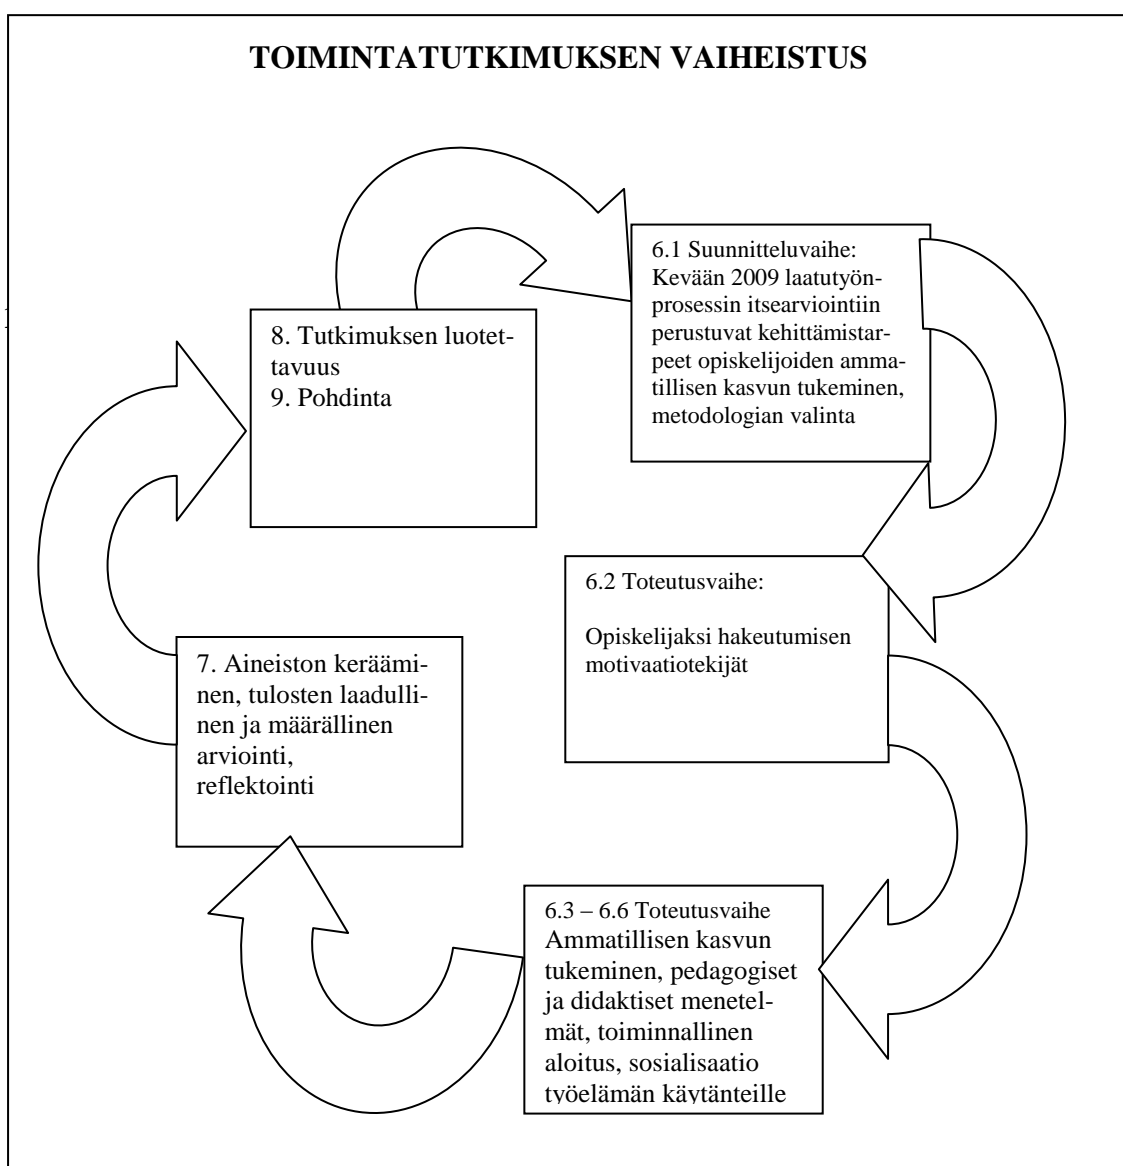 TOIMINTATUTKIMUKSEN VAIHEISTUS
6.1 Suunnitteluvaihe:
Kevään 2009 laatutyön-
prosessin itsearviointiin
perustuvat kehittämistar-
peet opiskelijoiden amma-
tillisen kasvun tukeminen,
metodologian valinta
6.2 Toteutusvaihe:
Opiskelijaksi hakeutumisen
motivaatiotekijät
6.3 – 6.6 Toteutusvaihe
Ammatillisen kasvun
tukeminen, pedagogiset
ja didaktiset menetel-
mät, toiminnallinen
aloitus, sosialisaatio
työelämän käytänteille
7. Aineiston keräämi-
nen, tulosten laadulli-
nen ja määrällinen
arviointi,
reflektointi
8. Tutkimuksen luotet-
tavuus
9. Pohdinta